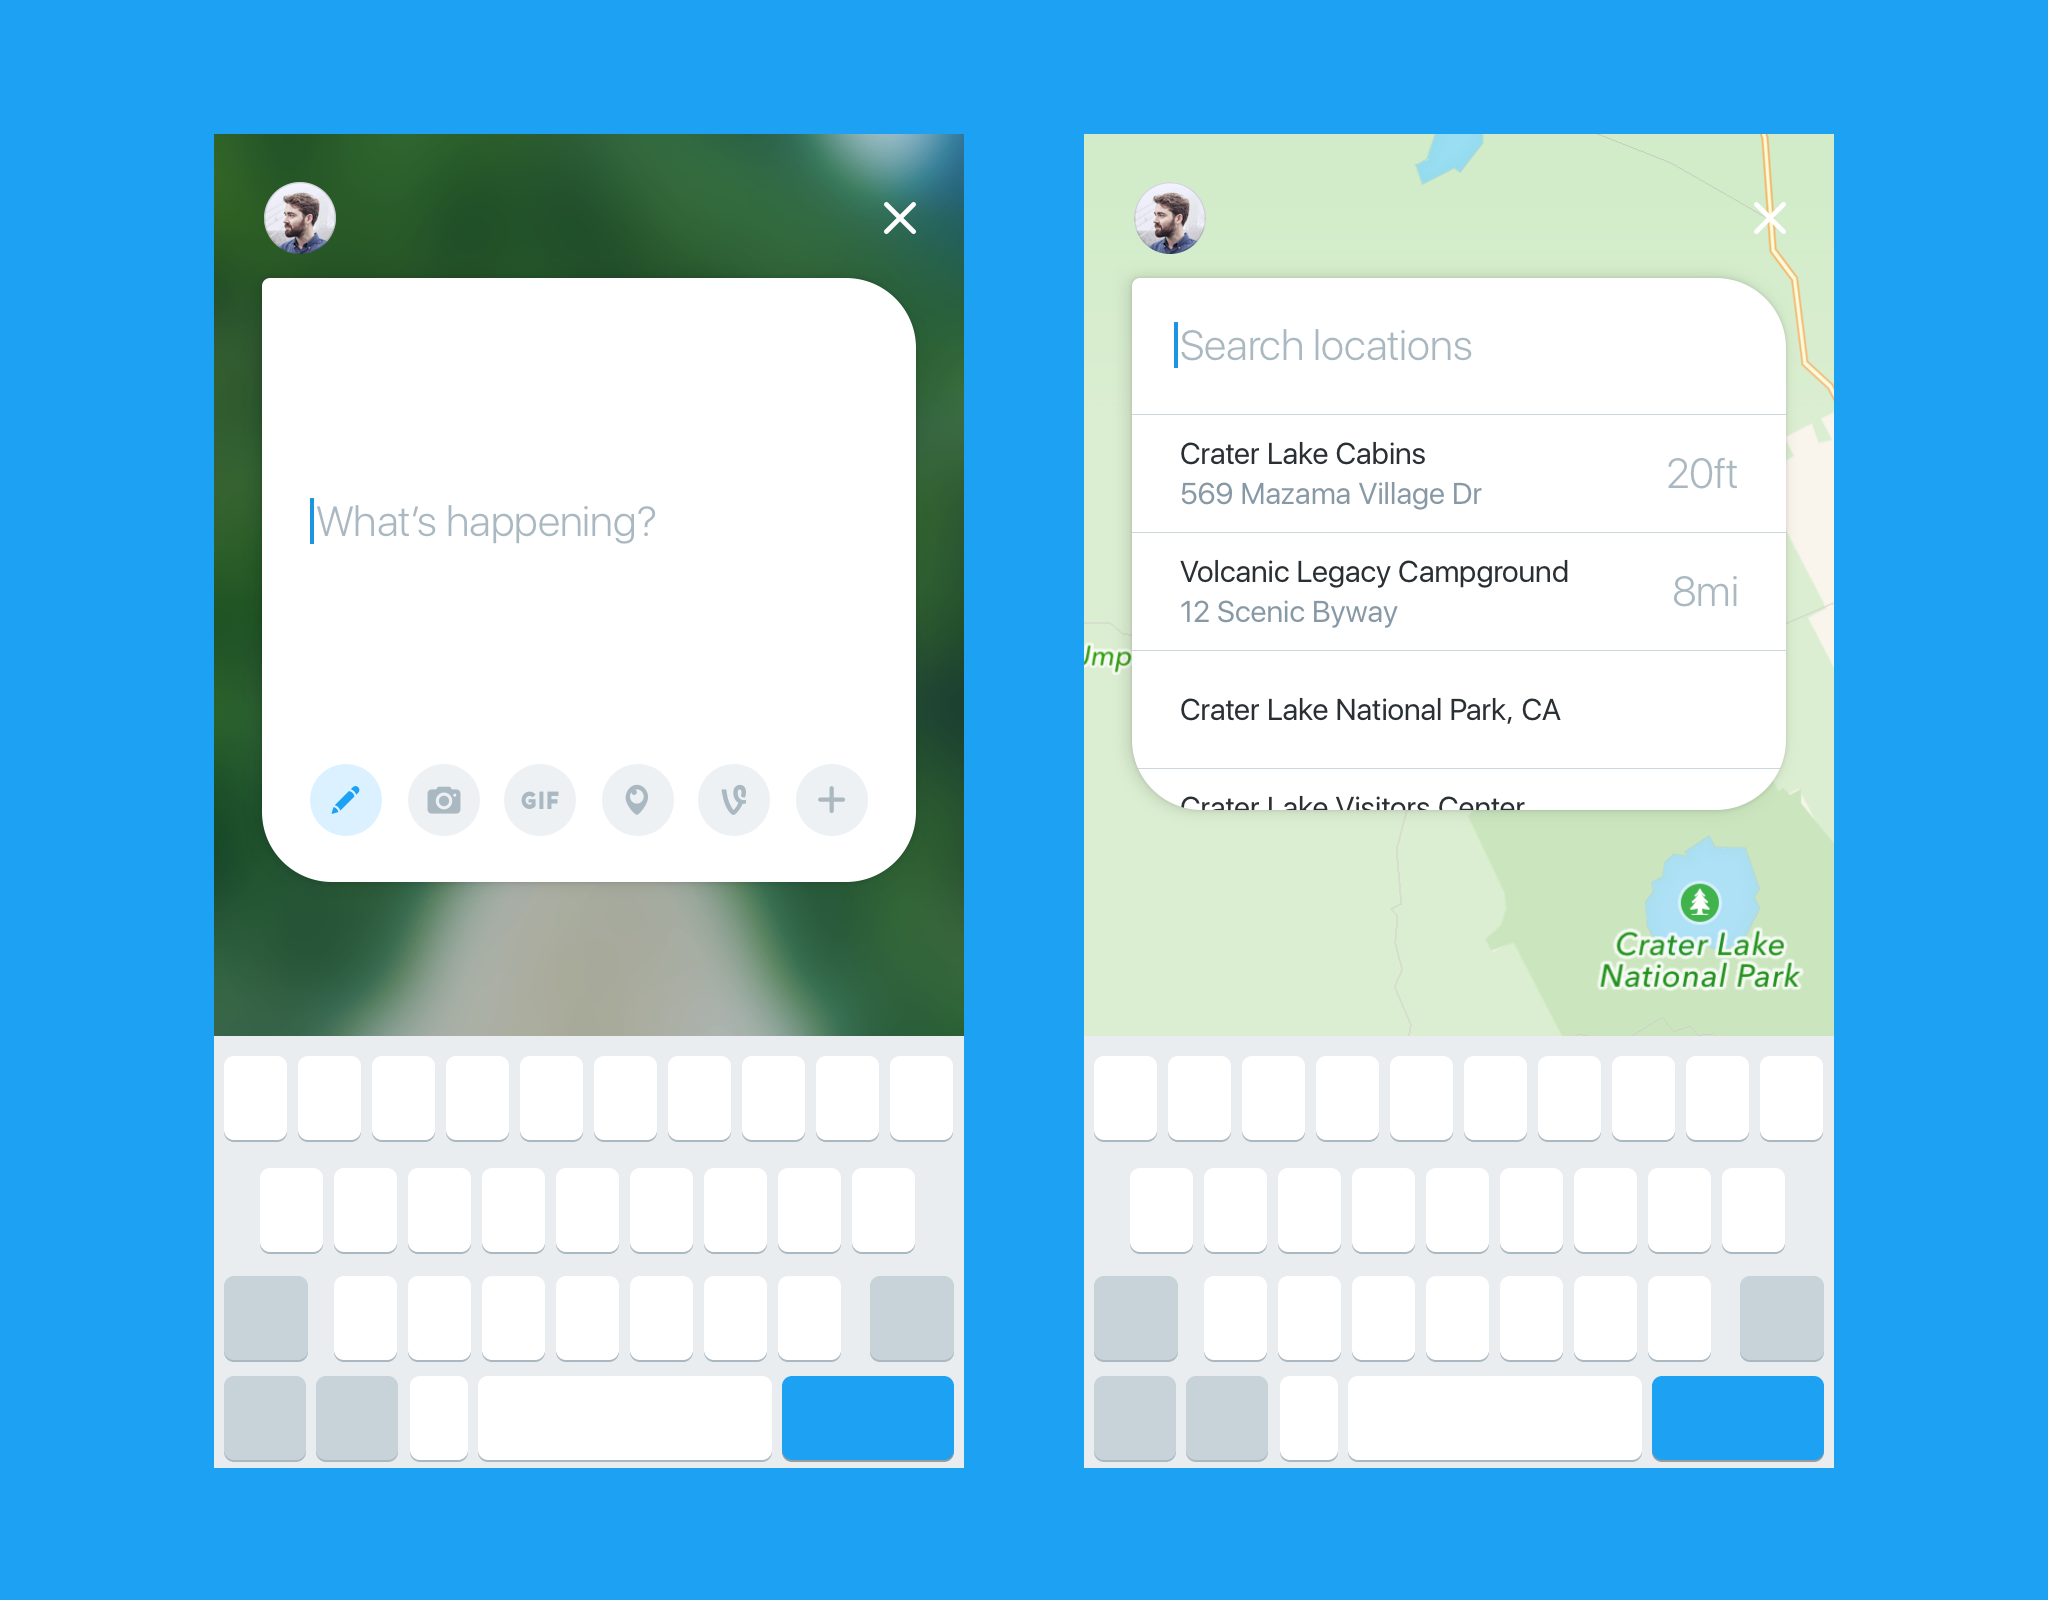 What's happening?
GIF
Search locations
Crater Lake Cabins
20ft
569 Mazama Village Dr
Volcanic Legacy Campground
8mi
12 Scenic Byway
Ump
Crater Lake National Park, CA
Crater Lake Visitors Center
Crater Lake
National Park